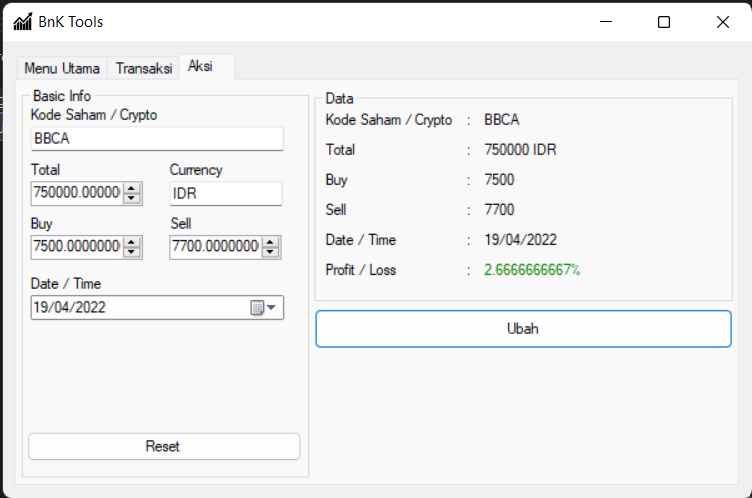 BnK Tools
Menu Utama
Transaksi
Aksi
Basic Info
Kode Saham / Crypto
BBCA
Total
Currency
750000.00000
IDR
Buy
Sell
7500.0000000
7700.0000000
Date / Time
19/04/2022
Reset
Data
Kode Saham / Crypto : BBCA
Total : 750000 IDR
Buy : 7500
Sell : 7700
Date / Time : 19/04/2022
Profit / Loss : 2.6666666667%
Ubah